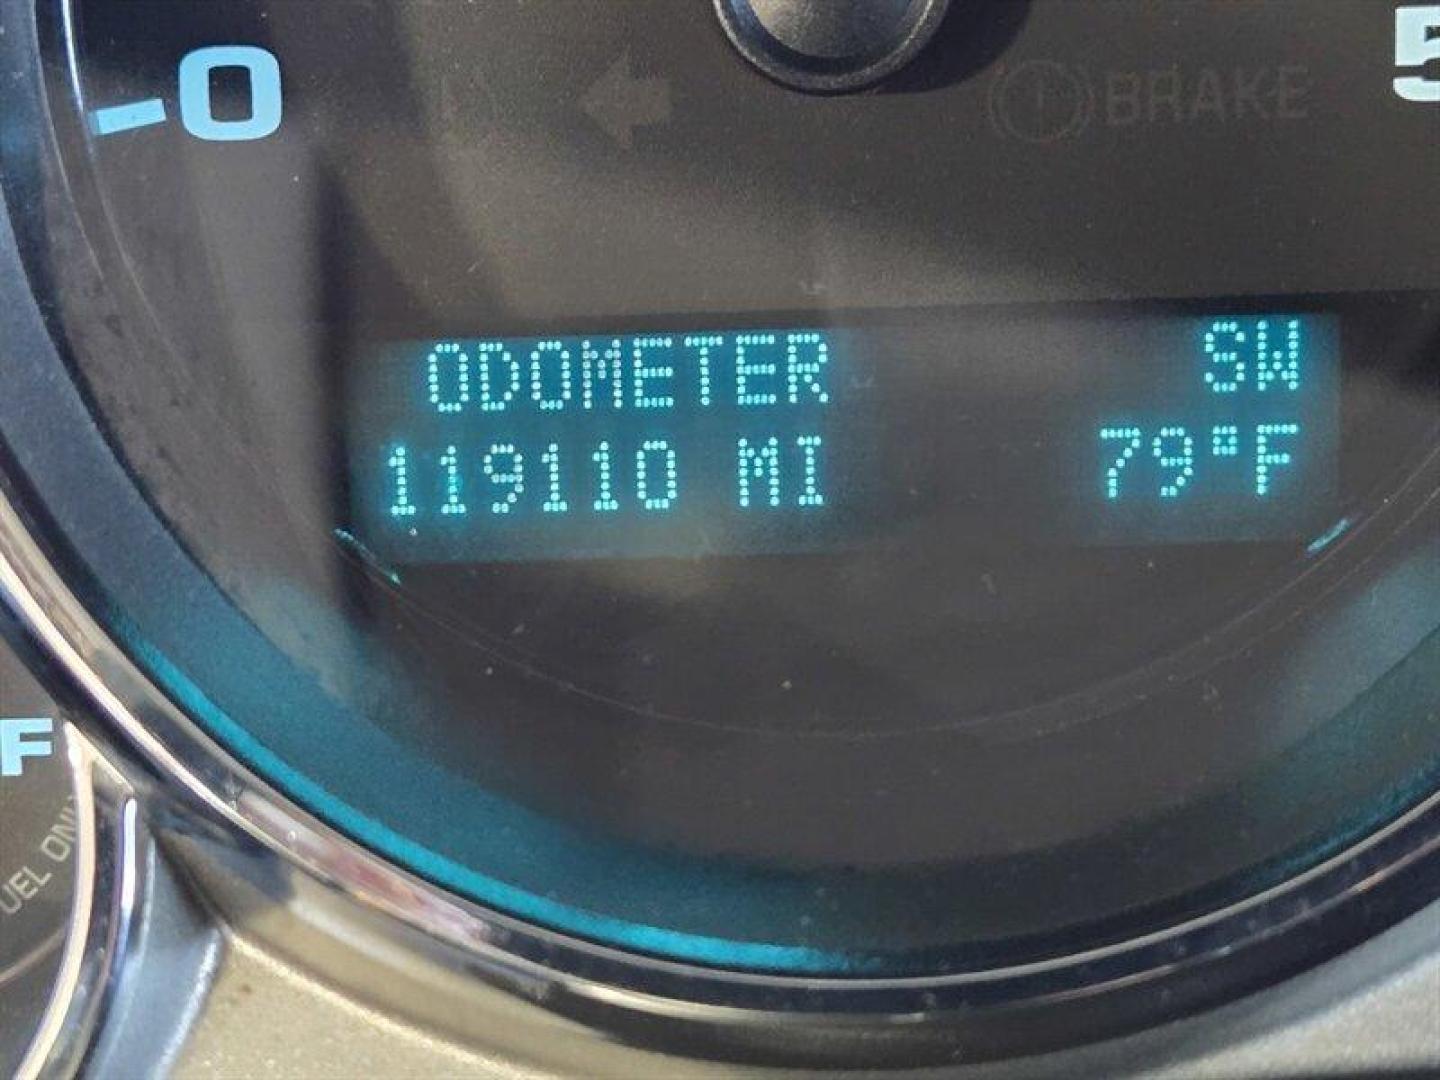 0
5
BRAKE
ODOMETER SW
119110 MI 79°F
F
UEL ONL